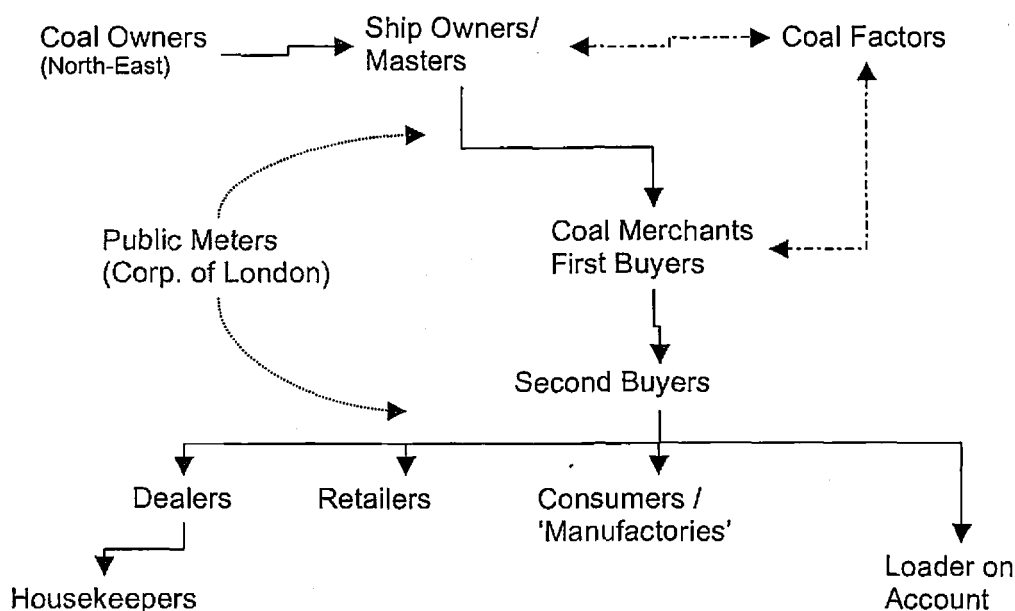 Coal Owners
(North-East)
Ship Owners/
Masters
Coal Factors
Public Meters
(Corp. of London)
Coal Merchants
First Buyers
Second Buyers
Dealers
Retailers
Consumers /
'Manufactories'
Housekeepers
Loader on
Account